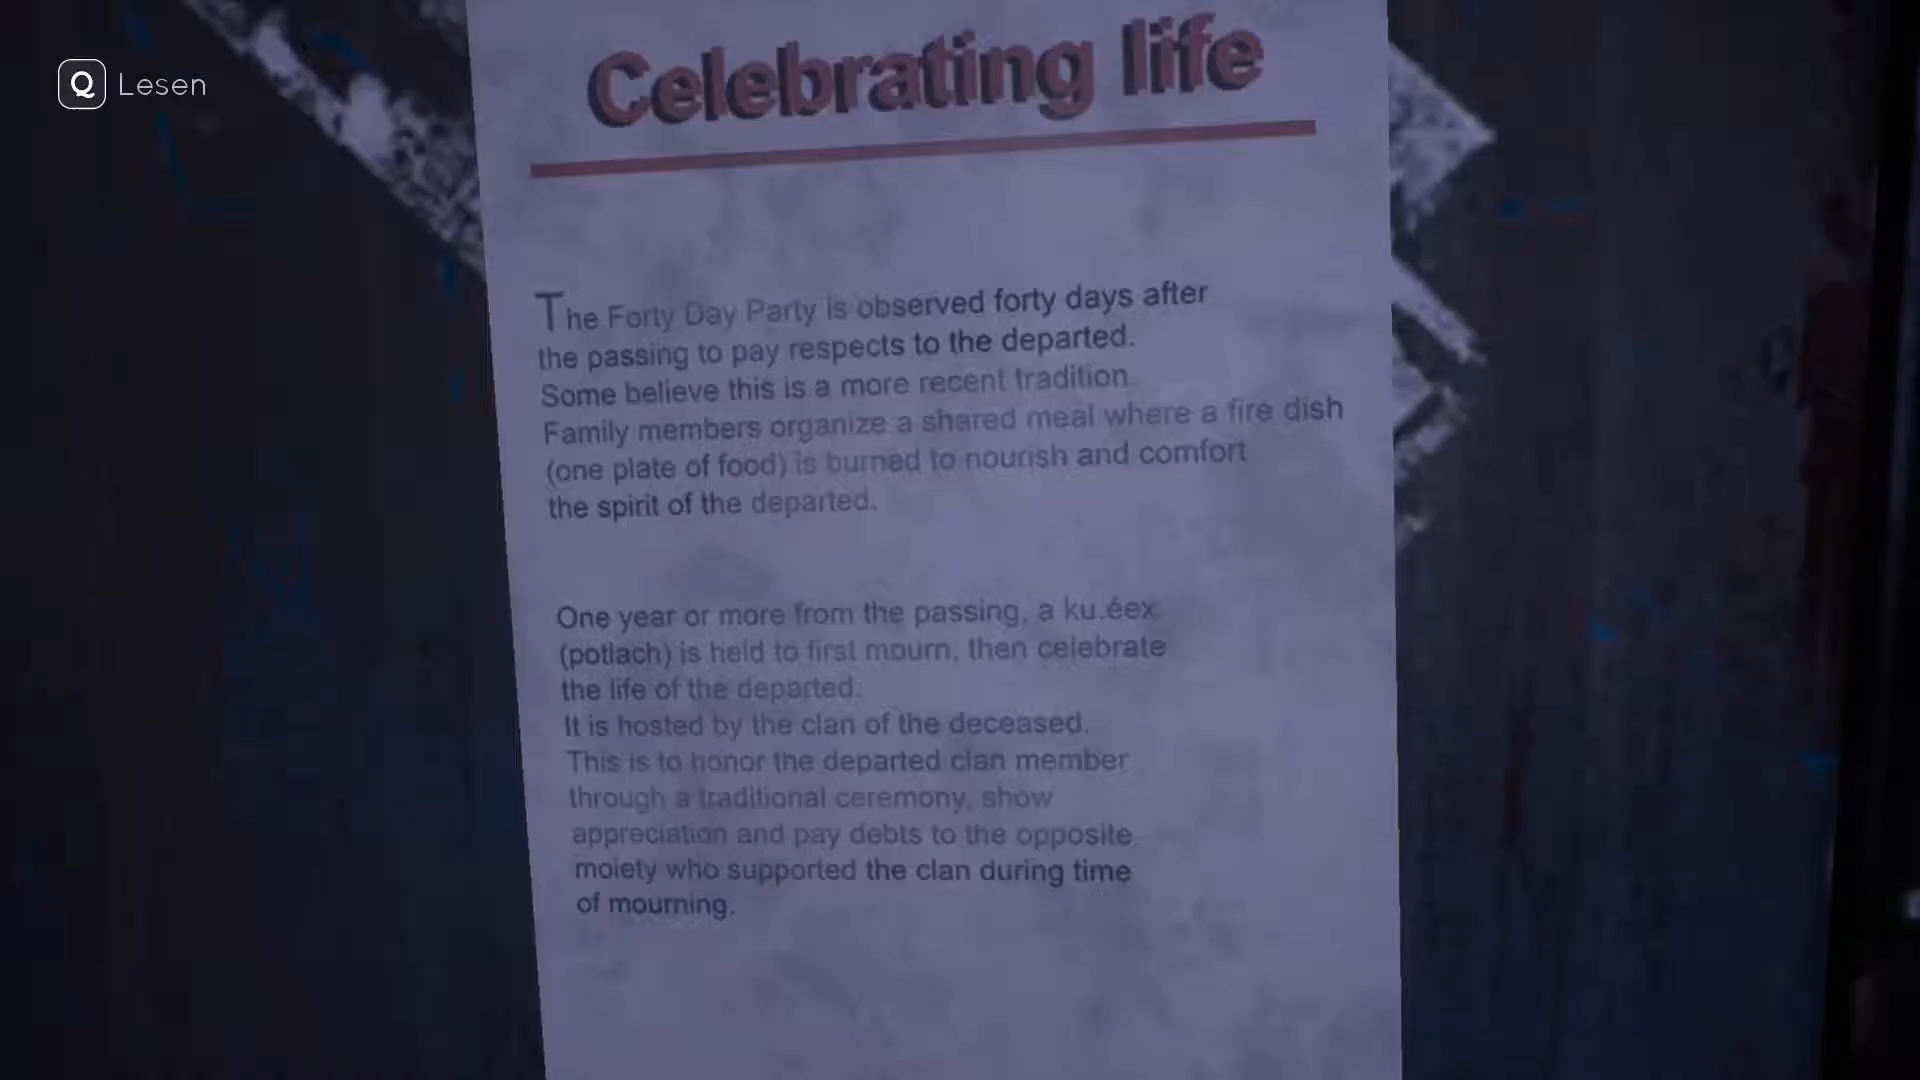 Q Lesen
Celebrating life
The Forty Day Party is observed forty days after
the passing to pay respects to the departed.
Some believe this is a more recent tradition.
Family members organize a shared meal where a fire dish
(one plate of food) is burned to nourish and comfort
the spirit of the departed.
One year or more from the passing, a ku.éex
(potlach) is held to first mourn, then celebrate
the life of the departed.
It is hosted by the clan of the deceased.
This is to honor the departed clan member
through a traditional ceremony, show
appreciation and pay debts to the opposite
moiety who supported the clan during time
of mourning.